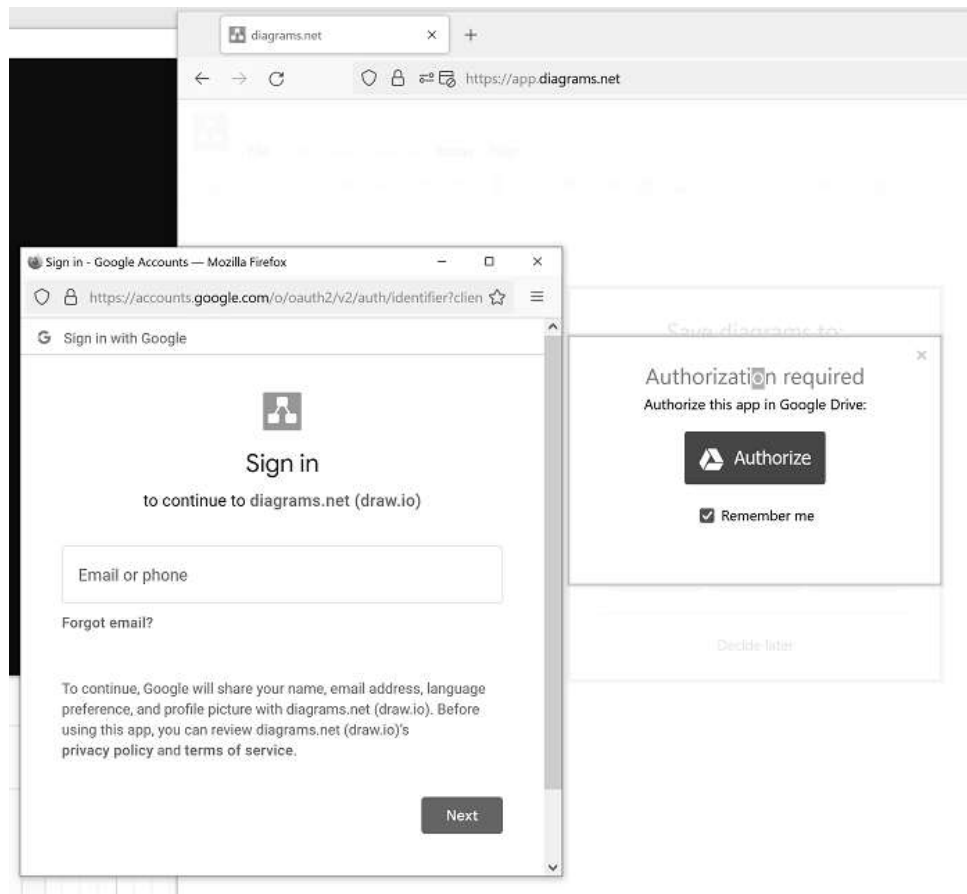 diagrams.net
https://app.diagrams.net
Sign in - Google Accounts — Mozilla Firefox
https://accounts.google.com/o/oauth2/v2/auth/identifier?clien
G Sign in with Google
Sign in
to continue to diagrams.net (draw.io)
Email or phone
Forgot email?
To continue, Google will share your name, email address, language
preference, and profile picture with diagrams.net (draw.io). Before
using this app, you can review diagrams.net (draw.io)'s
privacy policy and terms of service.
Next
Save diagrams to:
Authorization required
Authorize this app in Google Drive:
Authorize
Remember me
Decide later